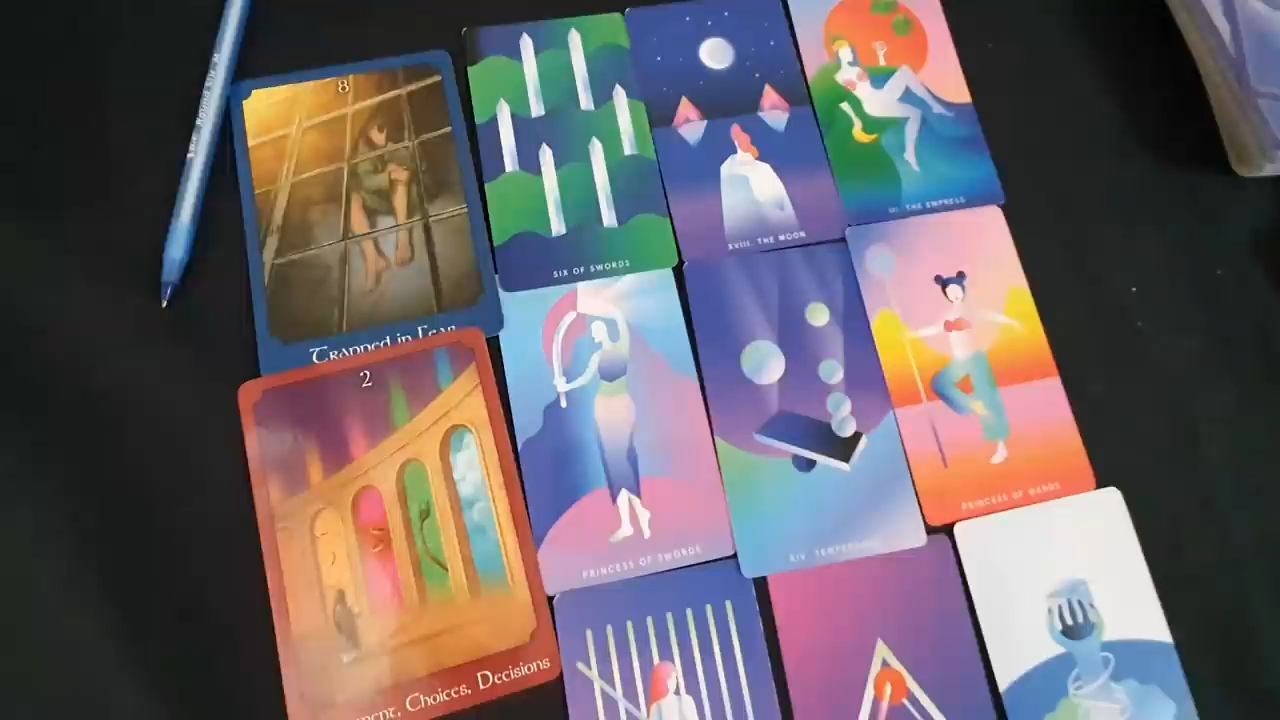 8
Trapped in Fear
2
Choices, Decisions
SIX OF SWORDS
XVIII. THE MOON
III. THE EMPRESS
PRINCESS OF SWORDS
XIV. TEMPERANCE
PRINCESS OF WANDS